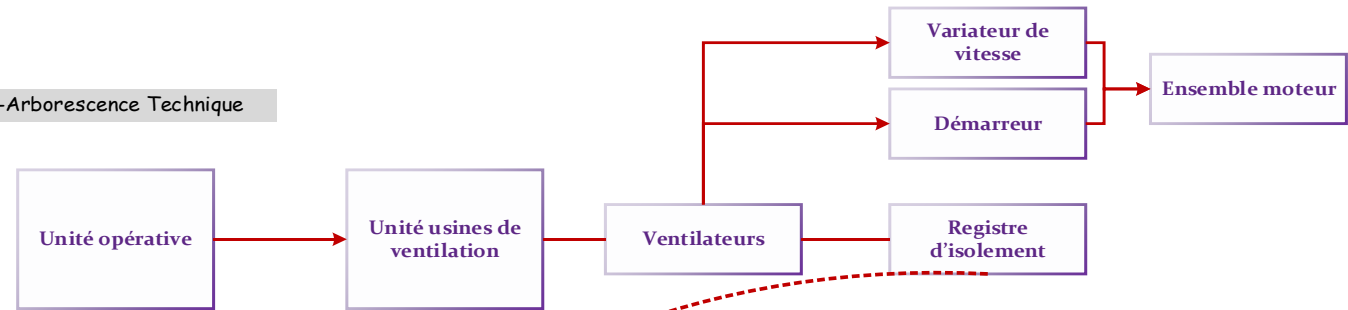 -Arborescence Technique
Variateur de
vitesse
Ensemble moteur
Démarreur
Unité opérative
Unité usines de
ventilation
Ventilateurs
Registre
d'isolement